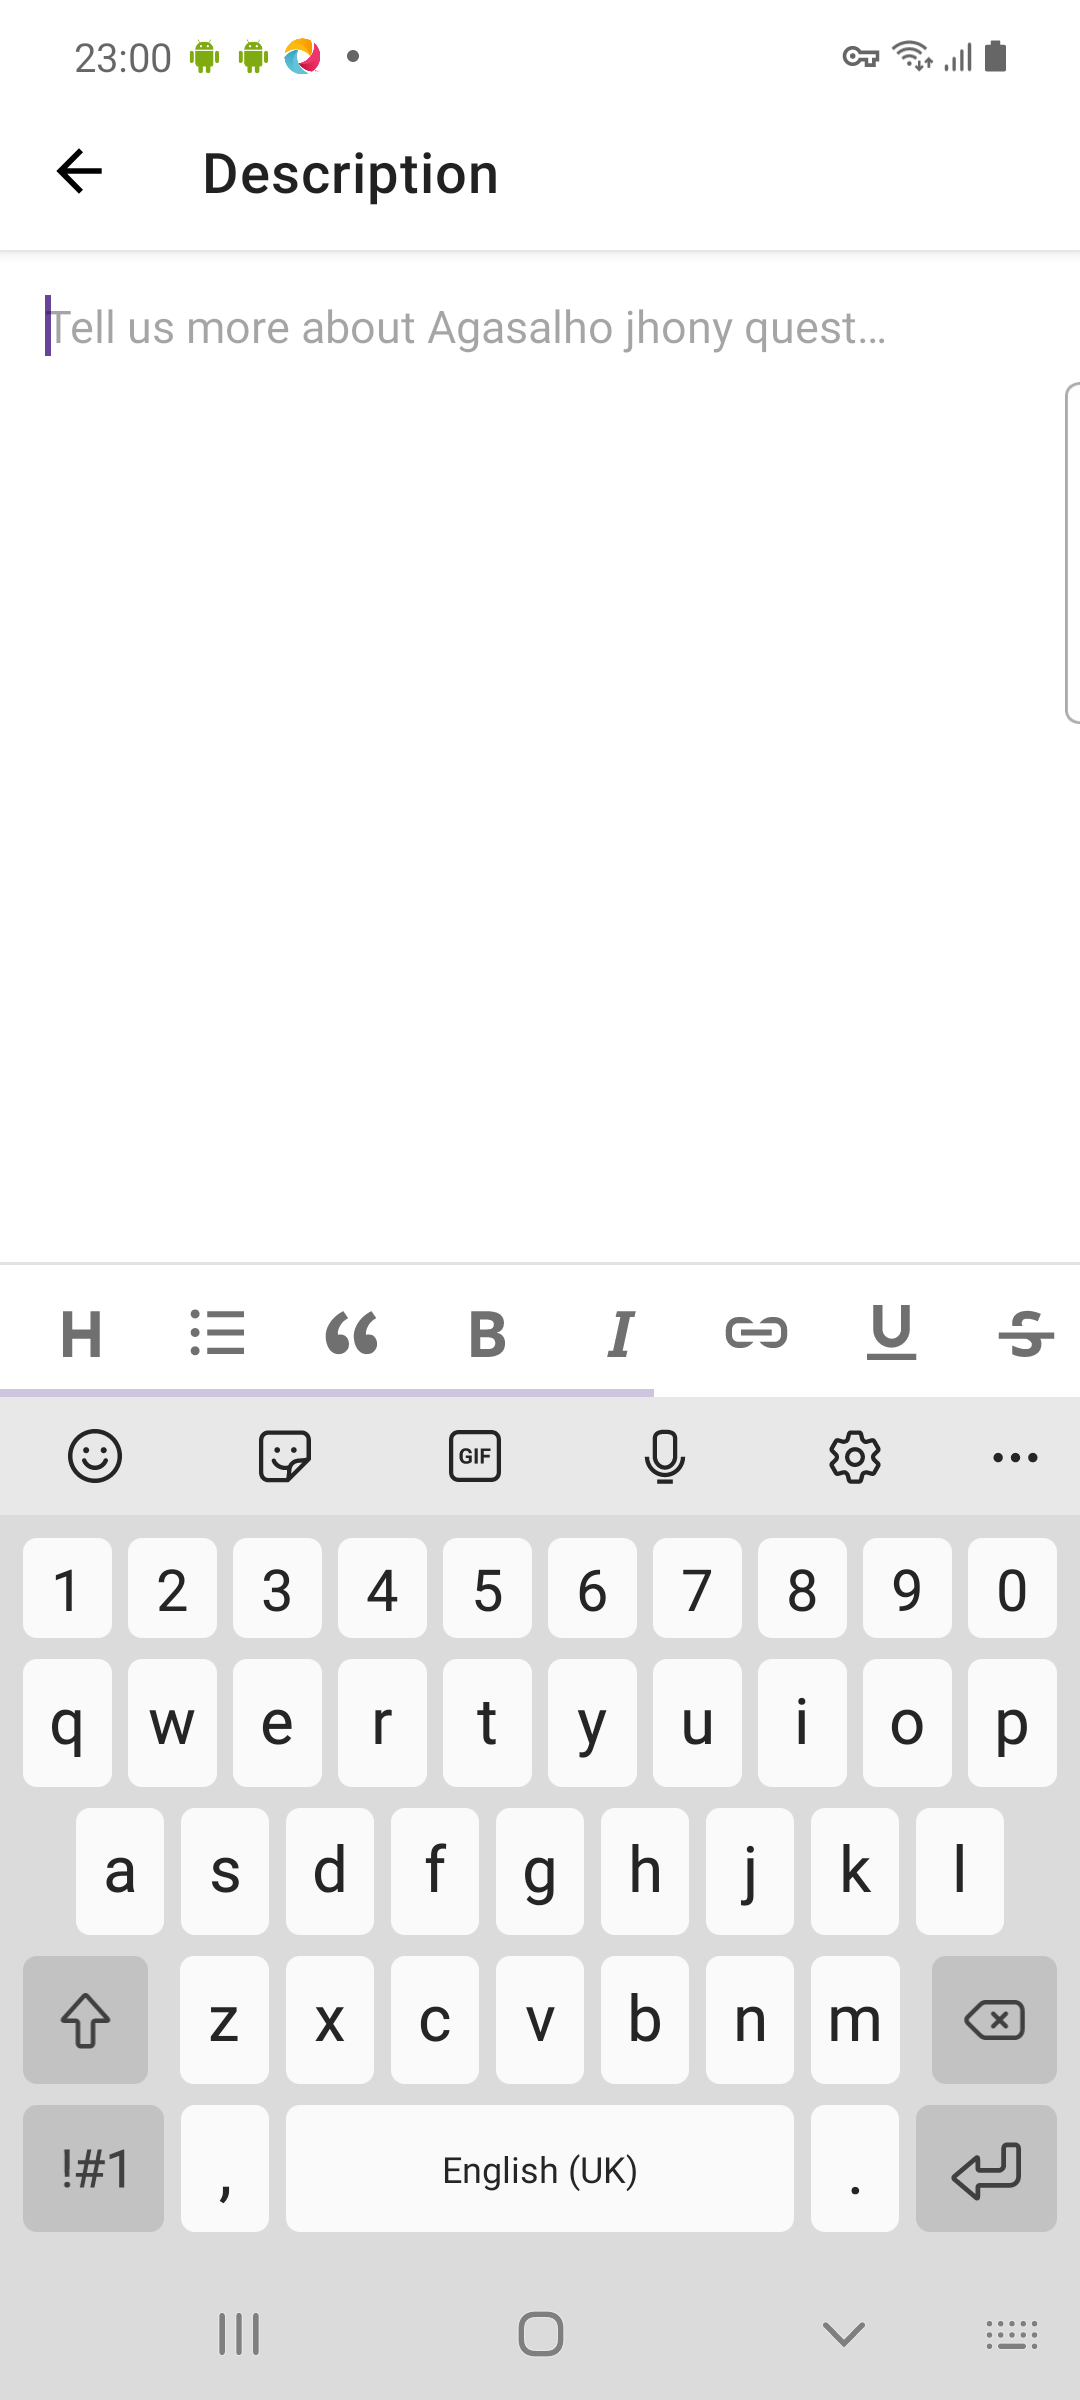 23:00
Description
Tell us more about Agasalho jhony quest...
H B I U S
GIF
1 2 3 4 5 6 7 8 9 0
q w e r t y u i o p
a s d f g h j k l
z x c v b n m
!#1 , English (UK) .